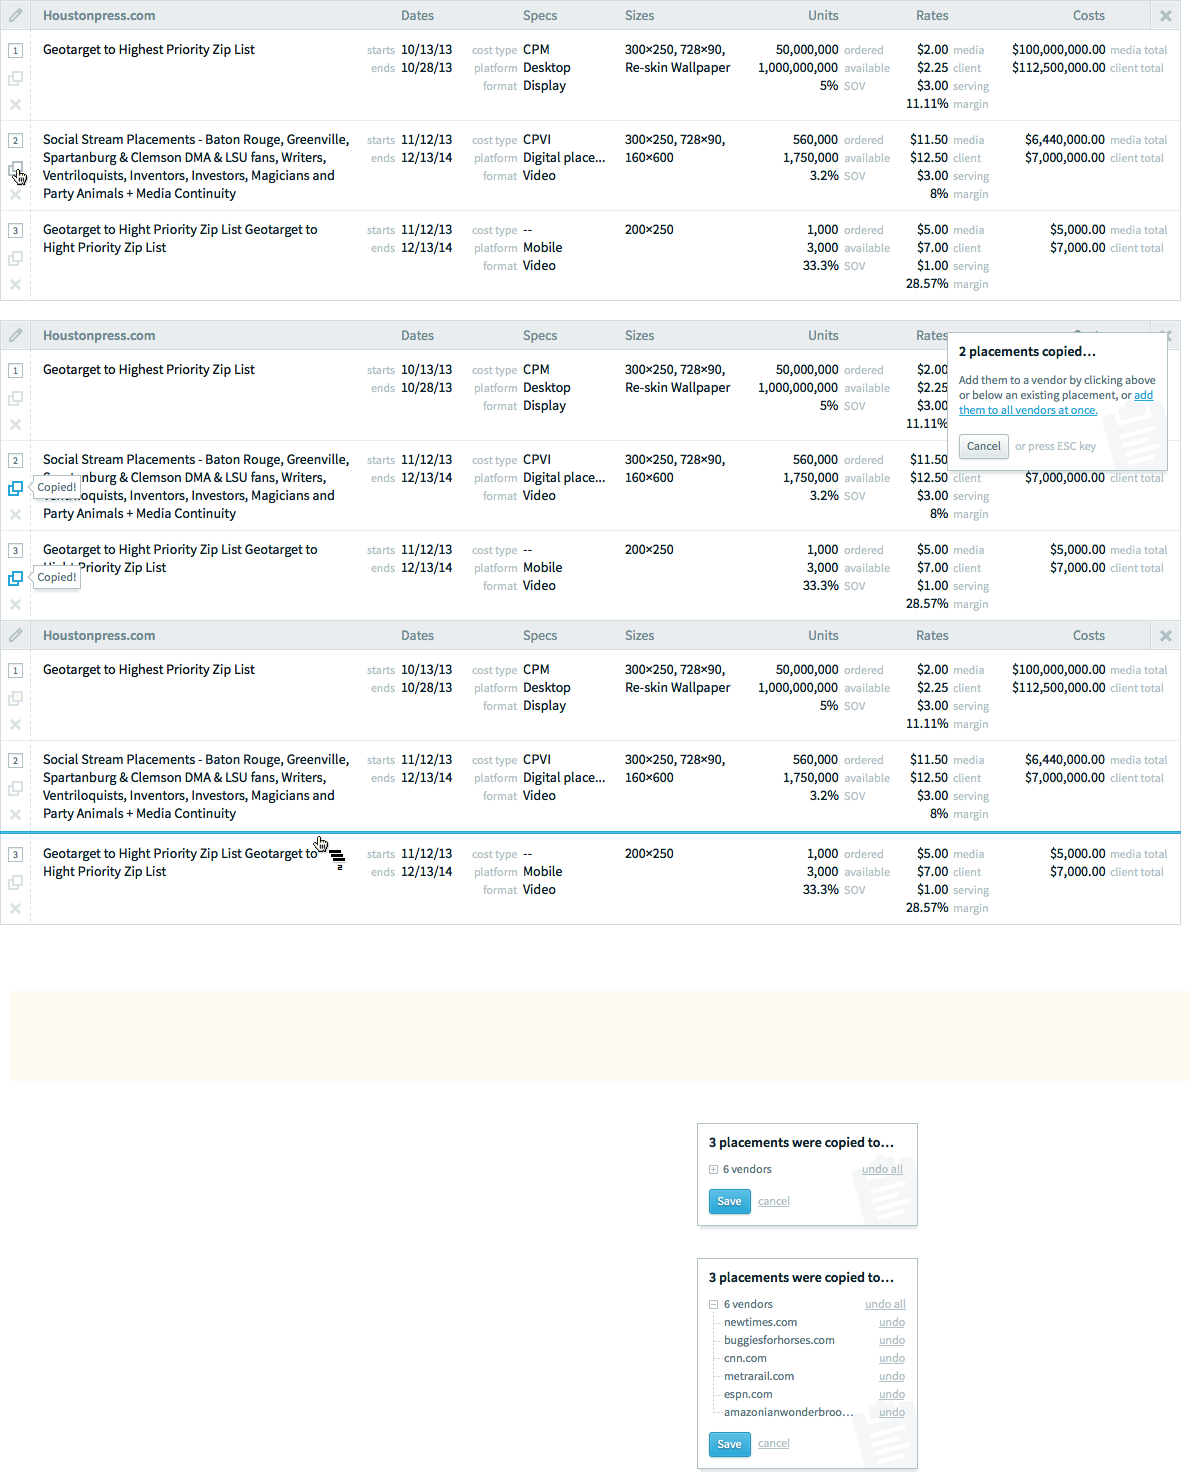 Houstonpress.com Dates Specs Sizes Units Rates Costs
1 Geotarget to Highest Priority Zip List starts 10/13/13 cost type CPM 300×250, 728×90, 50,000,000 ordered $2.00 media $100,000,000.00 media total
ends 10/28/13 platform Desktop Re-skin Wallpaper 1,000,000,000 available $2.25 client $112,500,000.00 client total
format Display 5% SOV $3.00 serving
11.11% margin
2 Social Stream Placements - Baton Rouge, Greenville, starts 11/12/13 cost type CPVI 300×250, 728×90, 560,000 ordered $11.50 media $6,440,000.00 media total
Spartanburg & Clemson DMA & LSU fans, Writers, ends 12/13/14 platform Digital place... 160×600 1,750,000 available $12.50 client $7,000,000.00 client total
Ventriloquists, Inventors, Investors, Magicians and format Video 3.2% SOV $3.00 serving
Party Animals + Media Continuity 8% margin
3 Geotarget to Hight Priority Zip List Geotarget to starts 11/12/13 cost type -- 200×250 1,000 ordered $5.00 media $5,000.00 media total
Hight Priority Zip List ends 12/13/14 platform Mobile 3,000 available $7.00 client $7,000.00 client total
format Video 33.3% SOV $1.00 serving
28.57% margin
Houstonpress.com Dates Specs Sizes Units Rates
1 Geotarget to Highest Priority Zip List starts 10/13/13 cost type CPM 300×250, 728×90, 50,000,000 ordered $2.00
ends 10/28/13 platform Desktop Re-skin Wallpaper 1,000,000,000 available $2.25
format Display 5% SOV $3.00
11.11%
2 placements copied...
Add them to a vendor by clicking above
or below an existing placement, or add
them to all vendors at once.
Cancel or press ESC key
2 Social Stream Placements - Baton Rouge, Greenville, starts 11/12/13 cost type CPVI 300×250, 728×90, 560,000 ordered $11.50
nburg & Clemson DMA & LSU fans, Writers, ends 12/13/14 platform Digital place... 160×600 1,750,000 available $12.50 client $7,000,000.00 client total
Copied!
loquists, Inventors, Investors, Magicians and format Video 3.2% SOV $3.00 serving
Party Animals + Media Continuity 8% margin
3 Geotarget to Hight Priority Zip List Geotarget to starts 11/12/13 cost type -- 200×250 1,000 ordered $5.00 media $5,000.00 media total
Priority Zip List ends 12/13/14 platform Mobile 3,000 available $7.00 client $7,000.00 client total
Copied!
format Video 33.3% SOV $1.00 serving
28.57% margin
Houstonpress.com Dates Specs Sizes Units Rates Costs
1 Geotarget to Highest Priority Zip List starts 10/13/13 cost type CPM 300×250, 728×90, 50,000,000 ordered $2.00 media $100,000,000.00 media total
ends 10/28/13 platform Desktop Re-skin Wallpaper 1,000,000,000 available $2.25 client $112,500,000.00 client total
format Display 5% SOV $3.00 serving
11.11% margin
2 Social Stream Placements - Baton Rouge, Greenville, starts 11/12/13 cost type CPVI 300×250, 728×90, 560,000 ordered $11.50 media $6,440,000.00 media total
Spartanburg & Clemson DMA & LSU fans, Writers, ends 12/13/14 platform Digital place... 160×600 1,750,000 available $12.50 client $7,000,000.00 client total
Ventriloquists, Inventors, Investors, Magicians and format Video 3.2% SOV $3.00 serving
Party Animals + Media Continuity 8% margin
3 Geotarget to Hight Priority Zip List Geotarget to starts 11/12/13 cost type -- 200×250 1,000 ordered $5.00 media $5,000.00 media total
2
Hight Priority Zip List ends 12/13/14 platform Mobile 3,000 available $7.00 client $7,000.00 client total
format Video 33.3% SOV $1.00 serving
28.57% margin
3 placements were copied to...
6 vendors undo all
Save cancel
3 placements were copied to...
6 vendors undo all
newtimes.com undo
buggiesforhorses.com undo
cnn.com undo
metrarail.com undo
espn.com undo
amazonianwonderbroo... undo
Save cancel